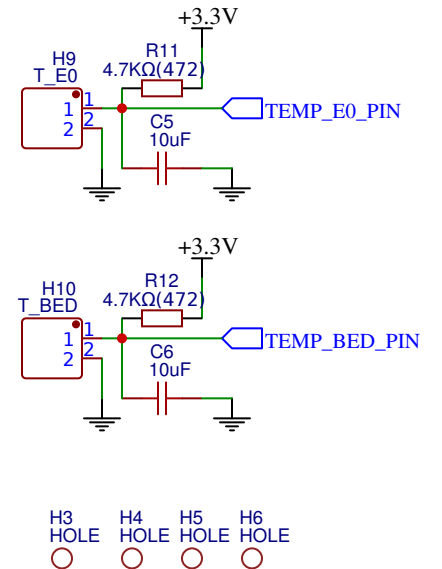 +3.3V
H9
T_E0
R11
4.7KΩ(472)
1
1
2
2
TEMP_E0_PIN
C5
10uF
+3.3V
H10
T_BED
R12
4.7KΩ(472)
1
1
2
2
TEMP_BED_PIN
C6
10uF
H3 H4 H5 H6
HOLE HOLE HOLE HOLE